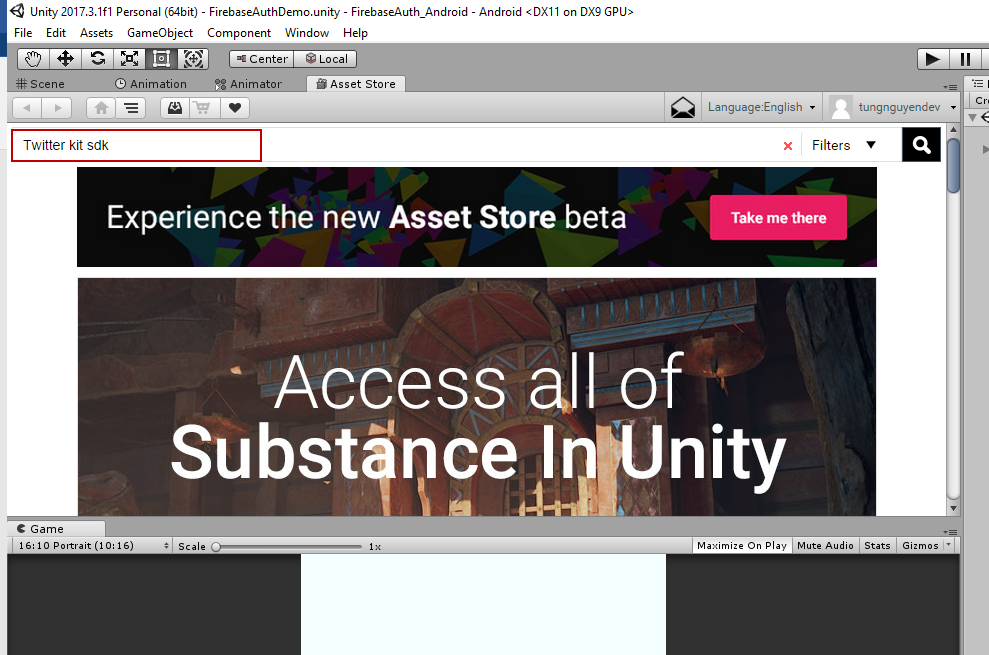 Unity 2017.3.1f1 Personal (64bit) - FirebaseAuthDemo.unity - FirebaseAuth_Android - Android <DX11 on DX9 GPU>
File Edit Assets GameObject Component Window Help
Center Local
Scene Animation Animator Asset Store
Language:English tungnguyendev
Cre
Twitter kit sdk Filters
Experience the new Asset Store beta Take me there
Access all of
Substance In Unity
Game
16:10 Portrait (10:16) Scale 1x Maximize On Play Mute Audio Stats Gizmos